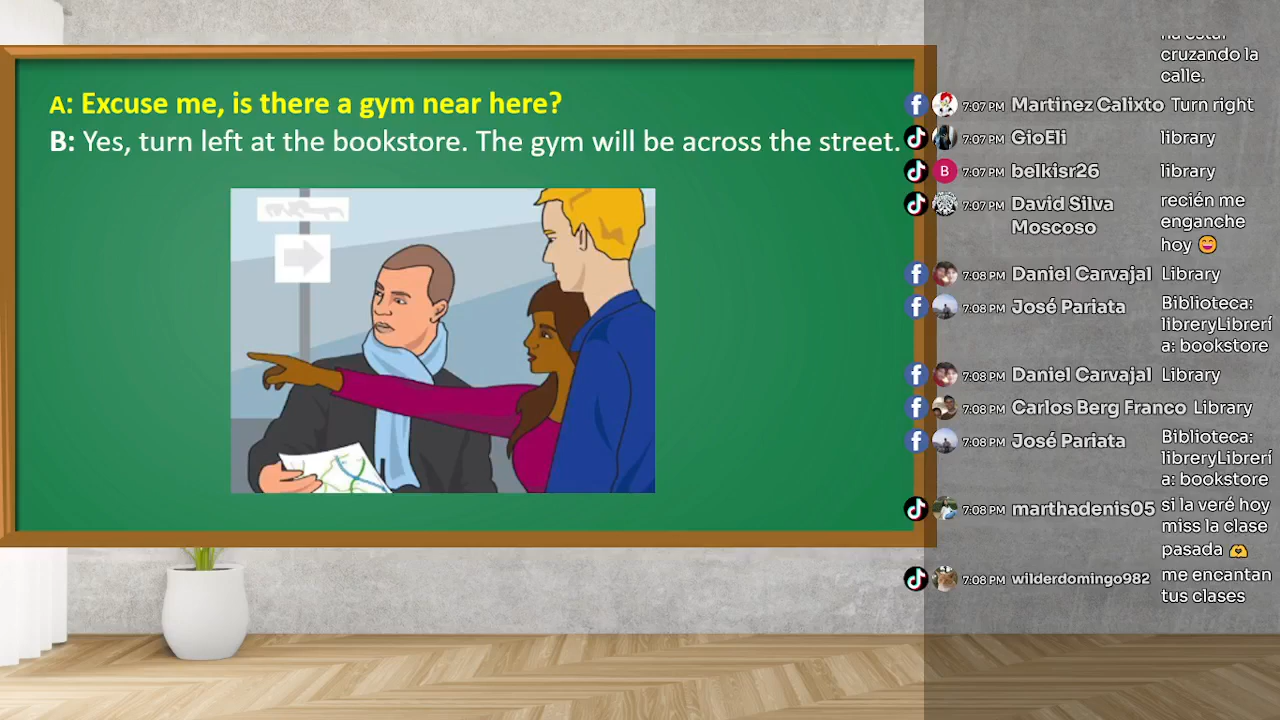 A: Excuse me, is there a gym near here?
B: Yes, turn left at the bookstore. The gym will be across the street.
cruzando la
calle.
7:07 PM Martinez Calixto Turn right
7:07 PM GioEli library
B 7:07 PM belkisr26 library
7:07 PM David Silva Moscoso recién me
enganche
hoy 😄
7:08 PM Daniel Carvajal Library
7:08 PM José Pariata Biblioteca:
libreryLibrerí
a: bookstore
7:08 PM Daniel Carvajal Library
7:08 PM Carlos Berg Franco Library
7:08 PM José Pariata Biblioteca:
libreryLibrerí
a: bookstore
7:08 PM marthadenis05 si la veré hoy
miss la clase
pasada 🫶
7:08 PM wilderdomingo982 me encantan
tus clases